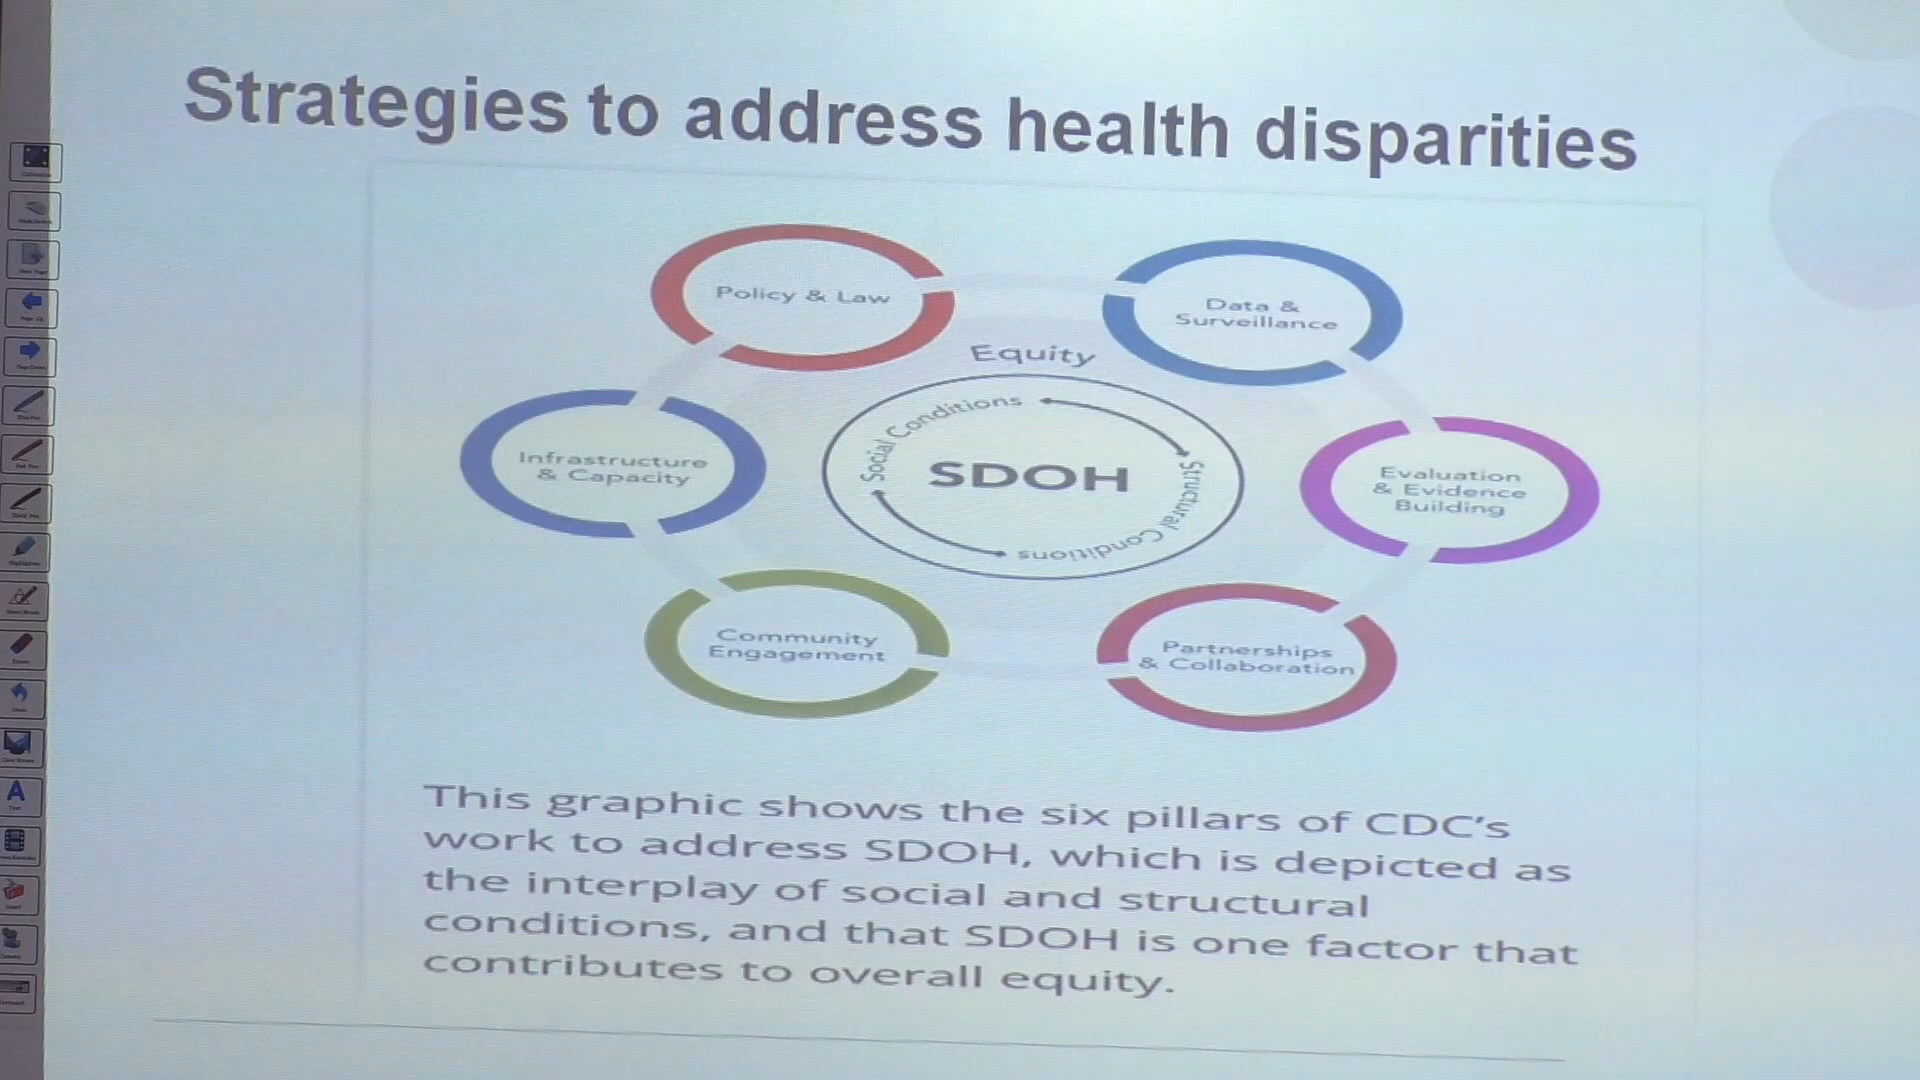 Strategies to address health disparities
Policy & Law
Data &
Surveillance
Equity
Social Conditions
SDOH
Structural Conditions
Infrastructure
& Capacity
Evaluation
& Evidence
Building
Community
Engagement
Partnerships
& Collaboration
This graphic shows the six pillars of CDC's
work to address SDOH, which is depicted as
the interplay of social and structural
conditions, and that SDOH is one factor that
contributes to overall equity.